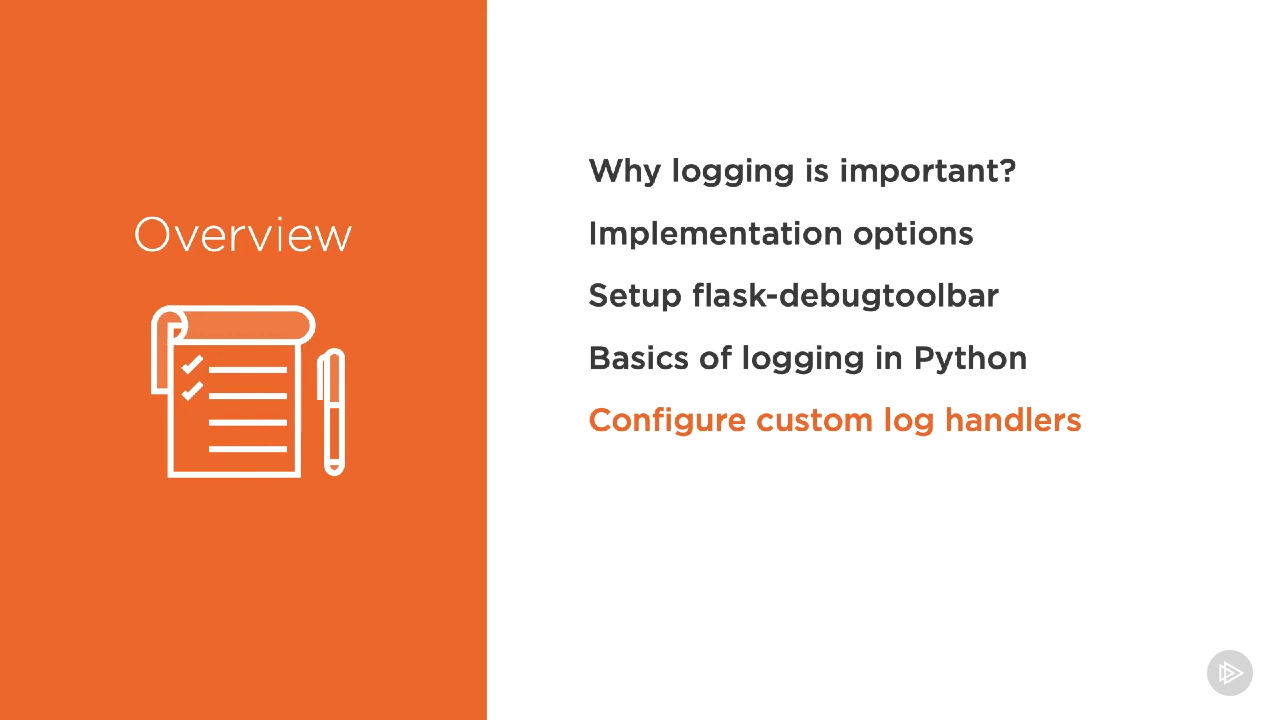 Overview
Why logging is important?
Implementation options
Setup flask-debugtoolbar
Basics of logging in Python
Configure custom log handlers